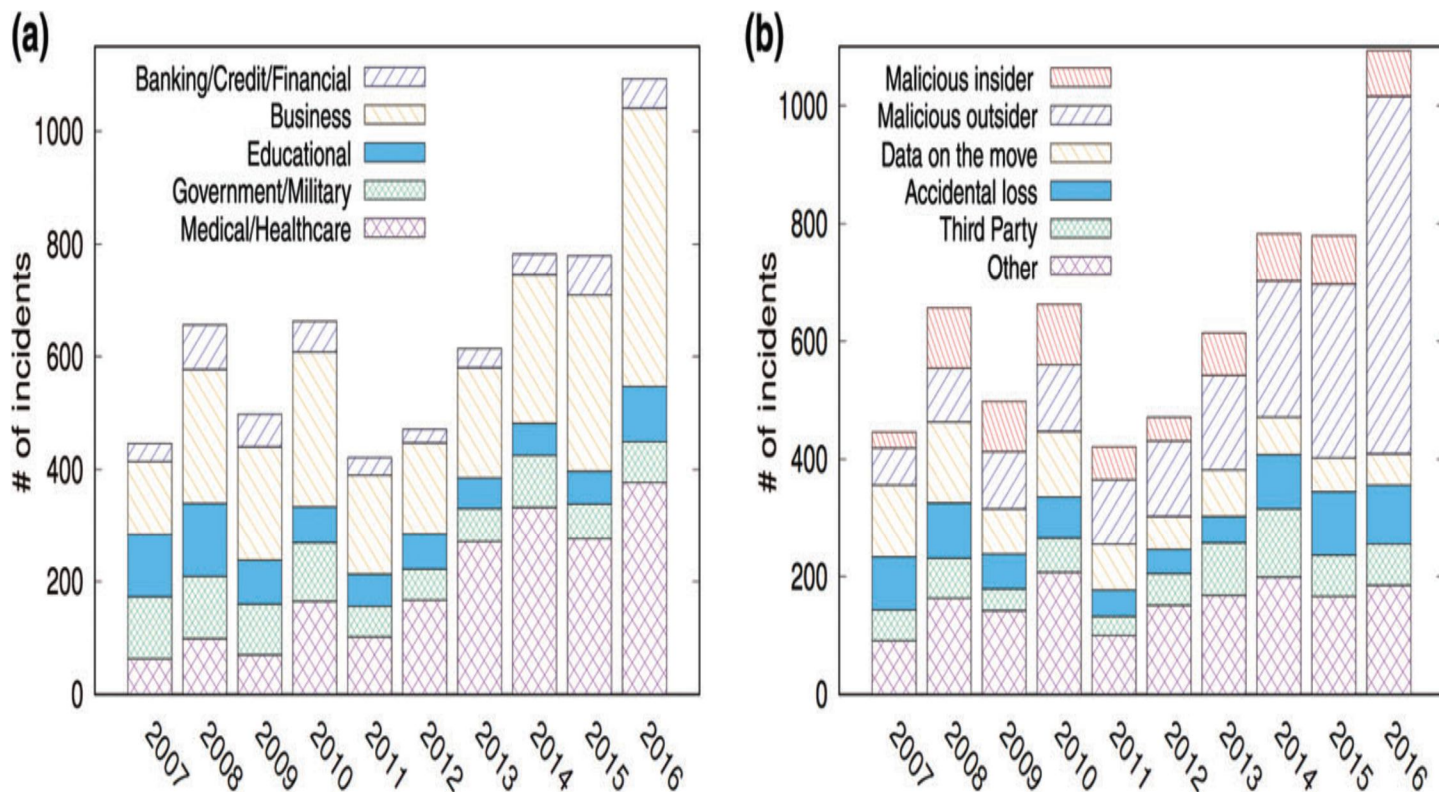 (a)
Banking/Credit/Financial
Business
Educational
Government/Military
Medical/Healthcare
# of incidents
1000
800
600
400
200
0
2007
2008
2009
2010
2011
2012
2013
2014
2015
2016
(b)
Malicious insider
Malicious outsider
Data on the move
Accidental loss
Third Party
Other
# of incidents
1000
800
600
400
200
0
2007
2008
2009
2010
2011
2012
2013
2014
2015
2016